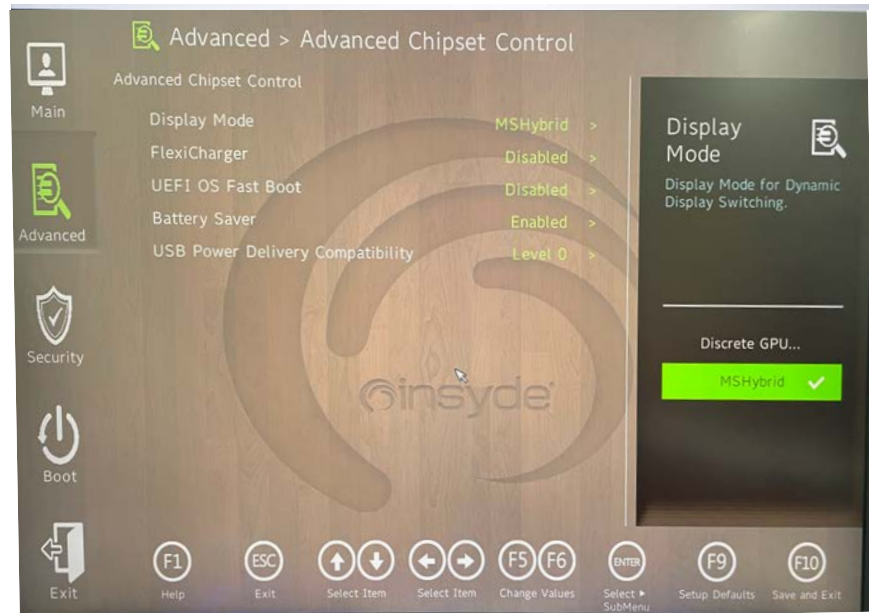 Advanced > Advanced Chipset Control
Main
Advanced
Security
Boot
Exit
Advanced Chipset Control
Display Mode MSHybrid >
FlexiCharger Disabled >
UEFI OS Fast Boot Disabled >
Battery Saver Enabled >
USB Power Delivery Compatibility Level 0 >
insyde
Display
Mode
Display Mode for Dynamic
Display Switching.
Discrete GPU...
MSHybrid
F1 Help
ESC Exit
Select Item
Select Item
F5 F6 Change Values
ENTER Select ▶
SubMenu
F9 Setup Defaults
F10 Save and Exit